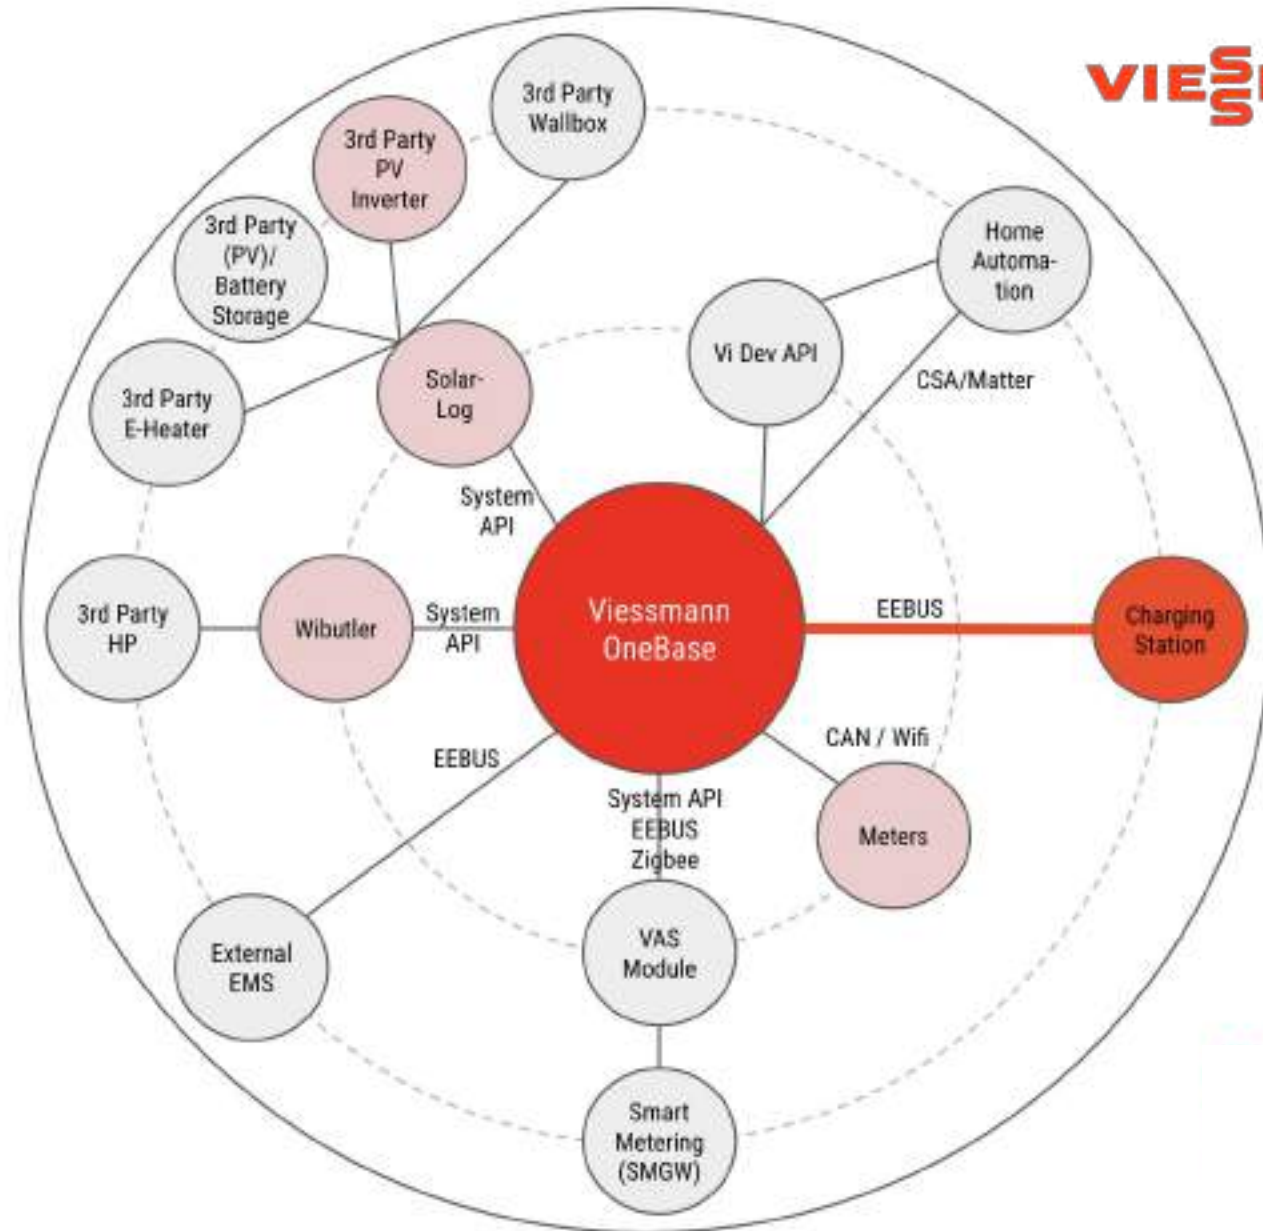 VIESS
3rd Party
Wallbox
3rd Party
PV
Inverter
3rd Party
(PV)/
Battery
Storage
Home
Automa-
tion
Vi Dev API
Solar-
Log
CSA/Matter
3rd Party
E-Heater
System
API
3rd Party
HP
Wibutler
System
API
Viessmann
OneBase
EEBUS
Charging
Station
EEBUS
CAN / Wifi
System API
EEBUS
Zigbee
Meters
External
EMS
VAS
Module
Smart
Metering
(SMGW)